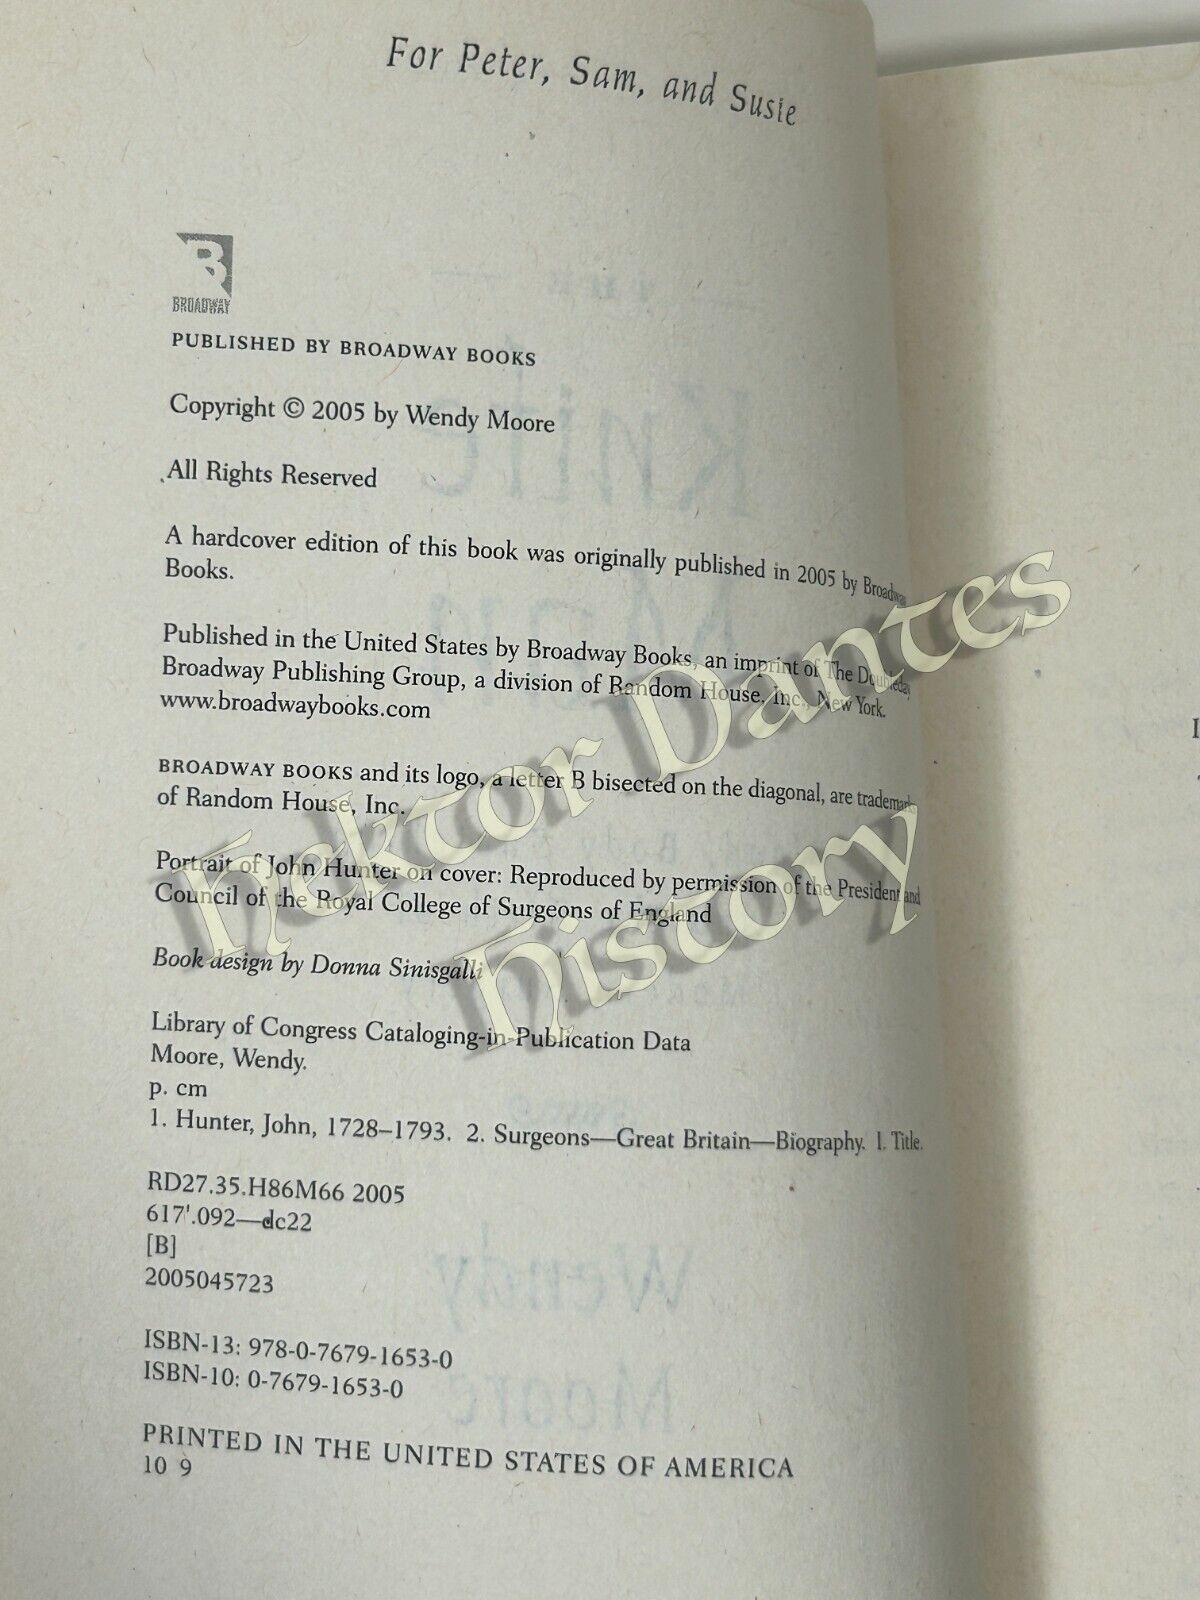 For Peter, Sam, and Susie
B
BROADWAY
PUBLISHED BY BROADWAY BOOKS
Copyright © 2005 by Wendy Moore
All Rights Reserved
A hardcover edition of this book was originally published in 2005 by Broadway
Books.
Published in the United States by Broadway Books, an imprint of The Doubleday
Broadway Publishing Group, a division of Random House, Inc., New York.
www.broadwaybooks.com
BROADWAY BOOKS and its logo, a letter B bisected on the diagonal, are trademarks
of Random House, Inc.
Portrait of John Hunter on cover: Reproduced by permission of the President and
Council of the Royal College of Surgeons of England
Book design by Donna Sinisgalli
Library of Congress Cataloging-in-Publication Data
Moore, Wendy.
p. cm
1. Hunter, John, 1728–1793. 2. Surgeons—Great Britain—Biography. I. Title.
RD27.35.H86M66 2005
617'.092—dc22
[B]
2005045723
ISBN-13: 978-0-7679-1653-0
ISBN-10: 0-7679-1653-0
PRINTED IN THE UNITED STATES OF AMERICA
10 9
Hektor Dantes
History